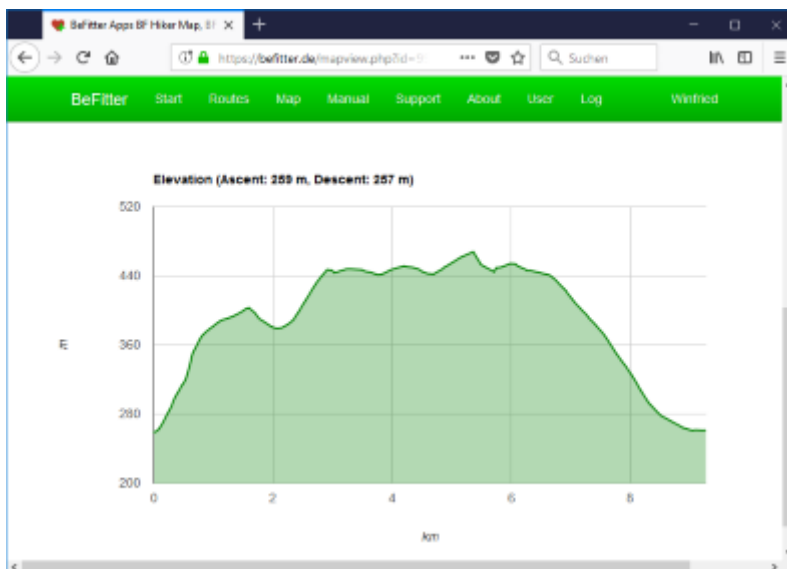 BeFitter Apps BF Hiker Map, BF
https://befitter.de/mapview.php?id=
Suchen
BeFitter Start Routes Map Manual Support About User Log Winfried
Elevation (Ascent: 259 m, Descent: 257 m)
520
440
360
280
200
m
0 2 4 6 8
km